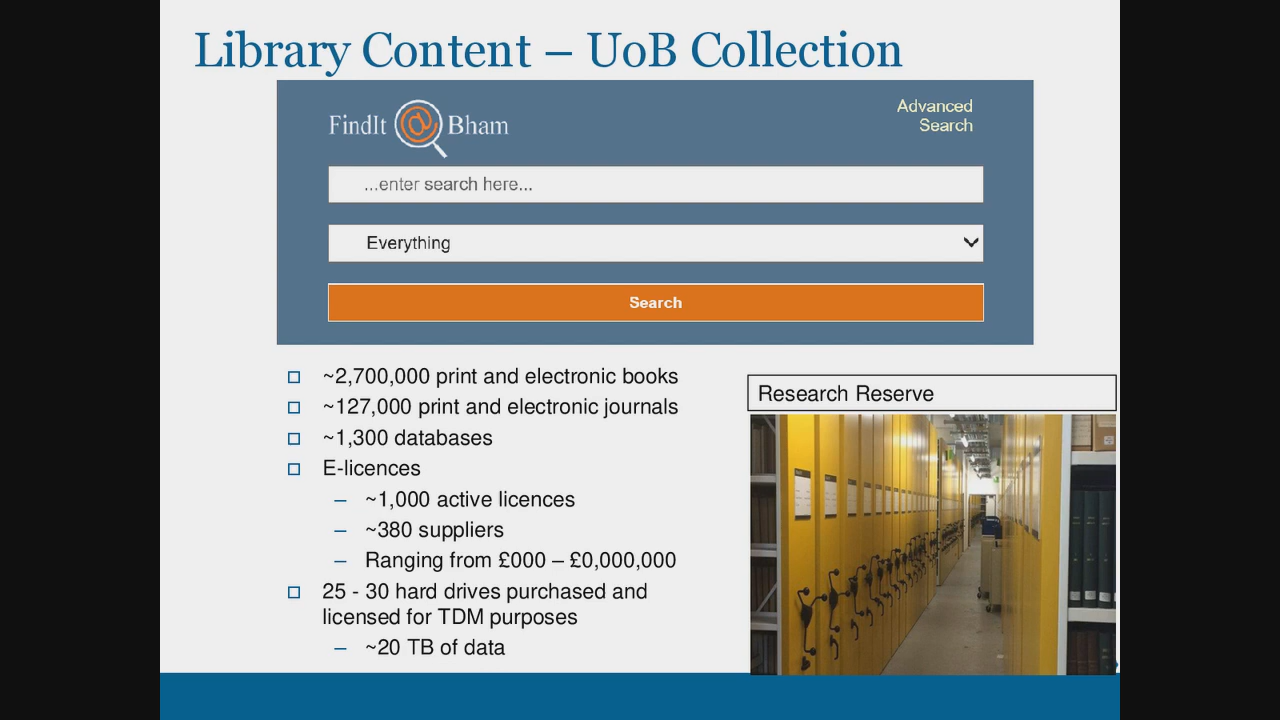 Library Content – UoB Collection
FindIt @ Bham
Advanced
Search
...enter search here...
Everything
Search
~2,700,000 print and electronic books
~127,000 print and electronic journals
~1,300 databases
E-licences
– ~1,000 active licences
– ~380 suppliers
– Ranging from £000 – £0,000,000
25 - 30 hard drives purchased and
licensed for TDM purposes
– ~20 TB of data
Research Reserve